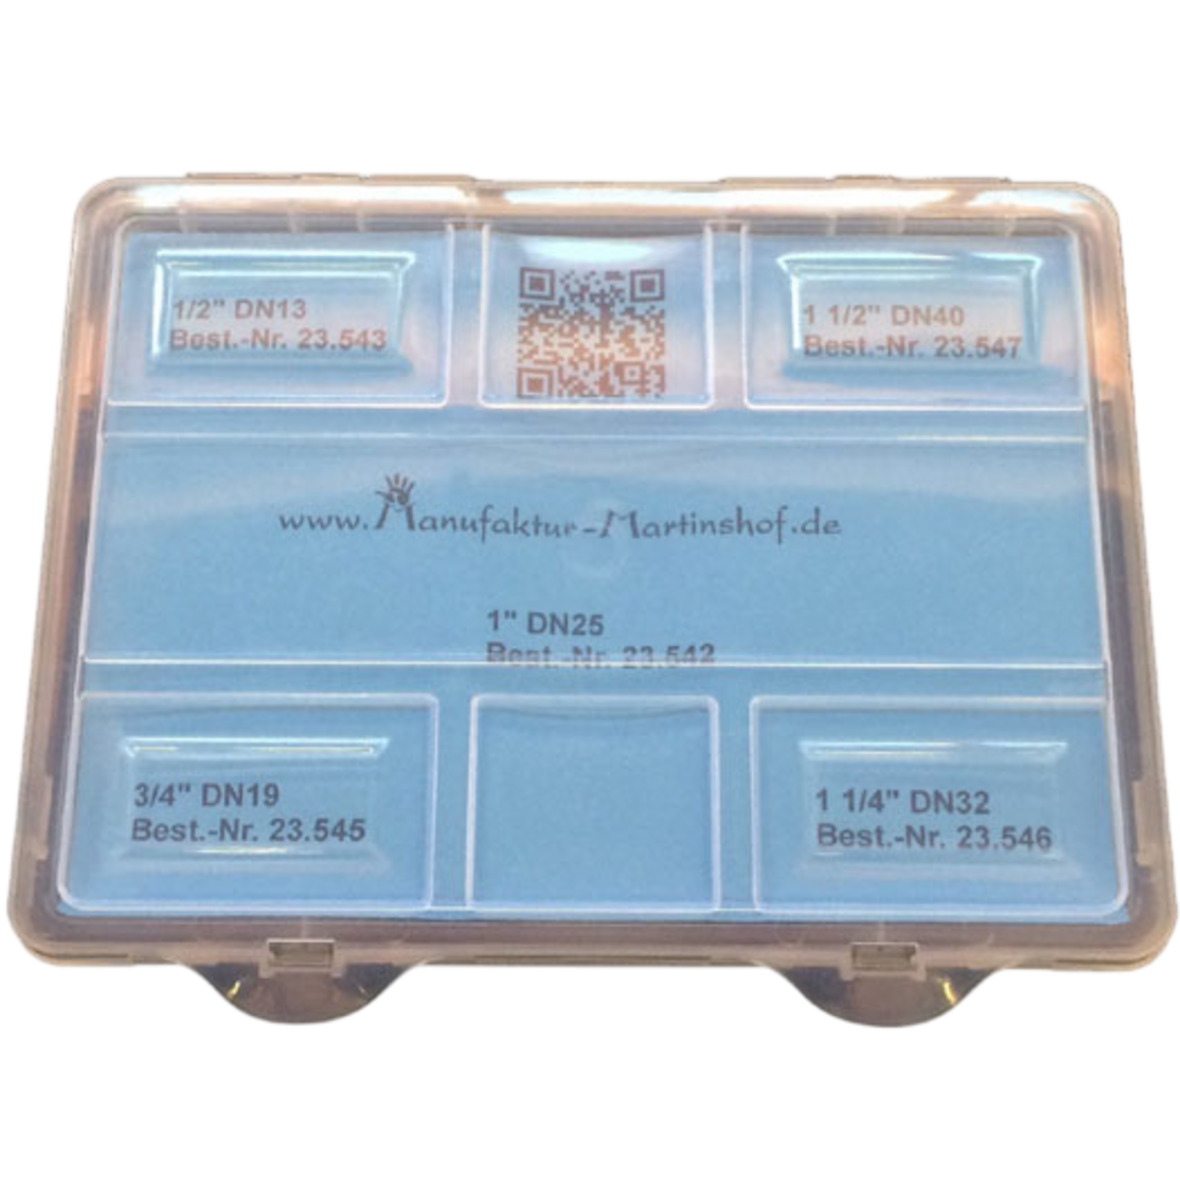 1/2" DN13
Best.-Nr. 23.543
1 1/2" DN40
Best.-Nr. 23.547
www.Manufaktur-Martinshof.de
1" DN25
Best.-Nr. 23.542
3/4" DN19
Best.-Nr. 23.545
1 1/4" DN32
Best.-Nr. 23.546